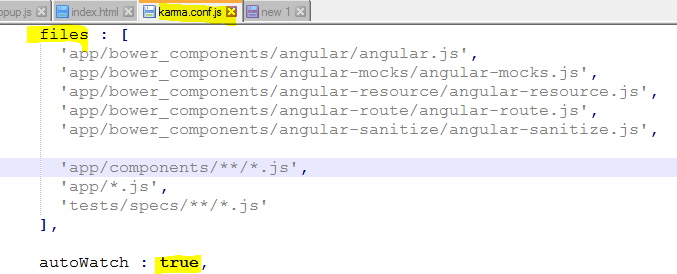 opup.js index.html karma.conf.js new 1
files : [
'app/bower_components/angular/angular.js',
'app/bower_components/angular-mocks/angular-mocks.js',
'app/bower_components/angular-resource/angular-resource.js',
'app/bower_components/angular-route/angular-route.js',
'app/bower_components/angular-sanitize/angular-sanitize.js',
'app/components/**/*.js',
'app/*.js',
'tests/specs/**/*.js'
],
autoWatch : true,